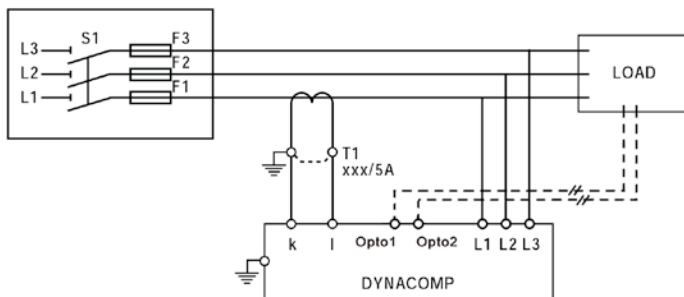 S1
F3
L3
F2
L2
LOAD
F1
L1
T1
xxx/5A
k
l
Opto1
Opto2
L1
L2
L3
DYNACOMP